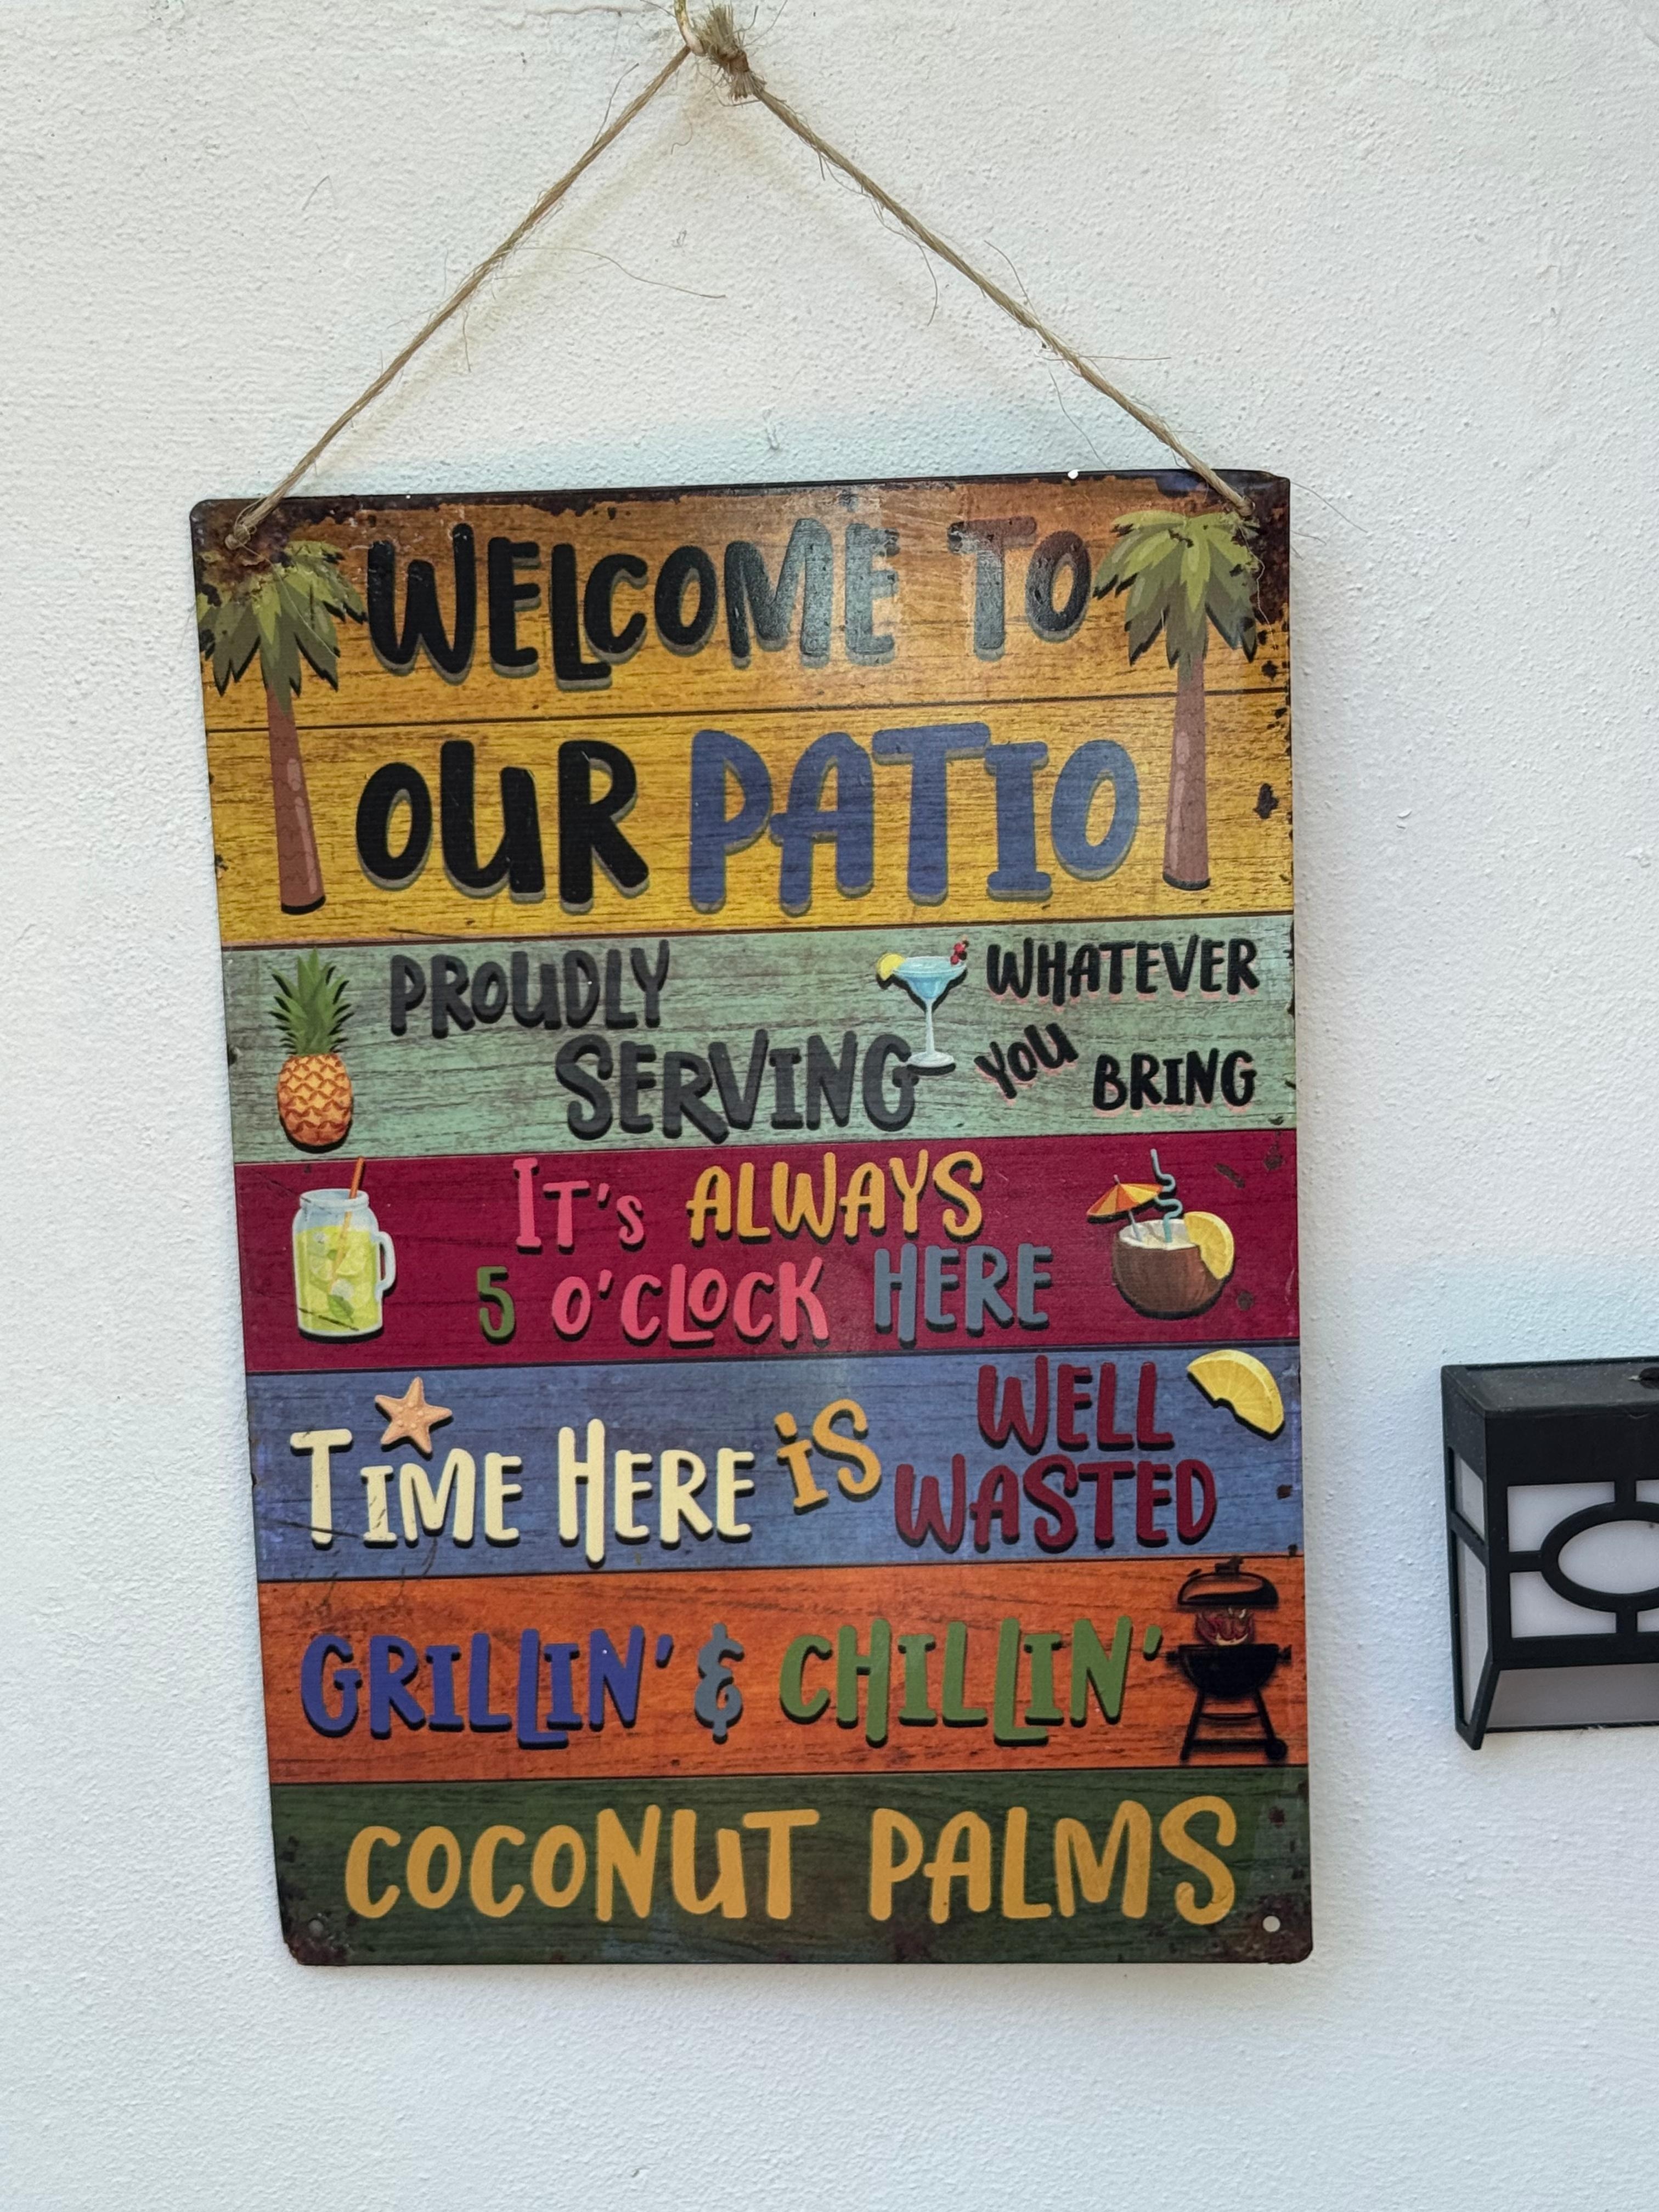 WELCOME TO
OUR PATIO
PROUDLY
SERVING
WHATEVER
YOU BRING
IT'S ALWAYS
5 O'CLOCK HERE
TIME HERE iS WELL
WASTED
GRILLIN' & CHILLIN'
COCONUT PALMS